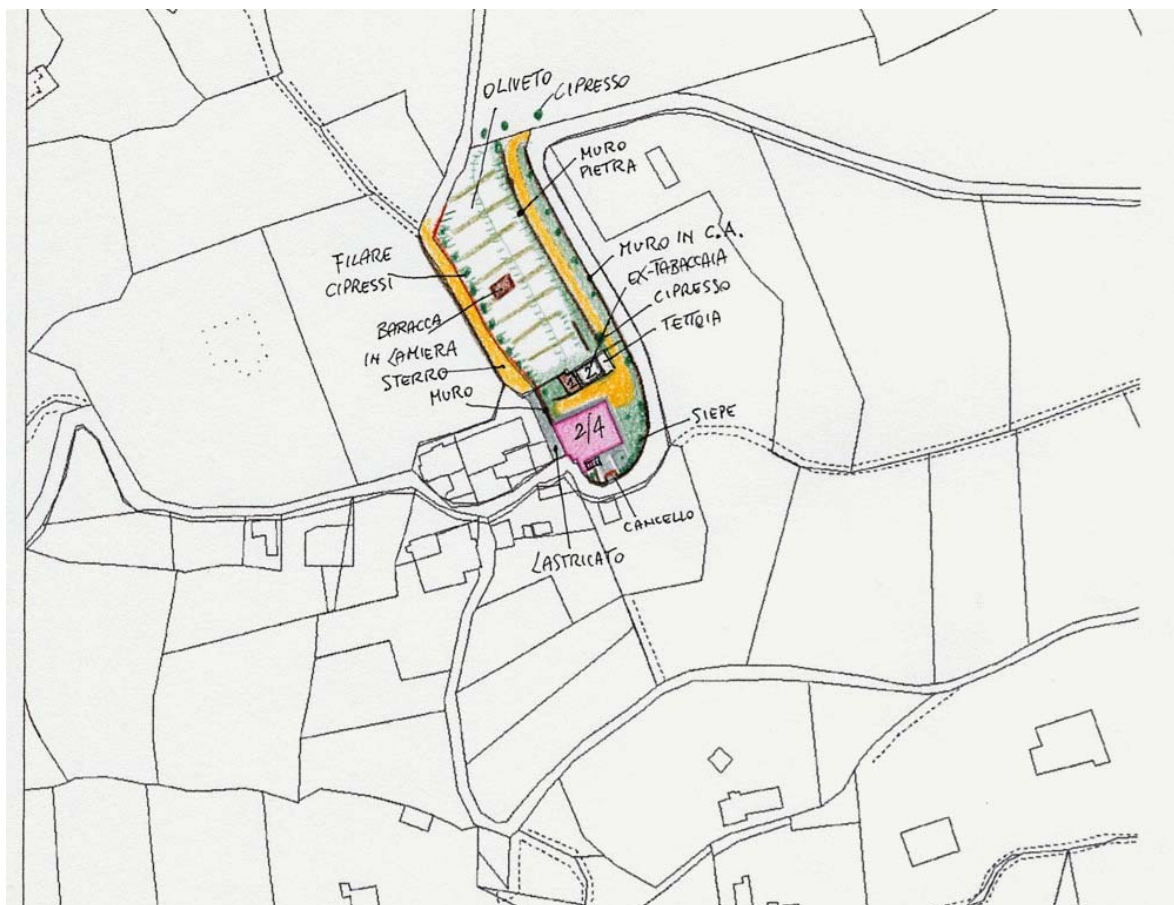 OLIVETO
CIPRESSO
MURO
PIETRA
MURO IN C.A.
EX-TABACCAIA
CIPRESSO
TETTOIA
FILARE
CIPRESSI
BARACCA
IN LAMIERA
STERRO
MURO
1
2
2/4
SIEPE
CANCELLO
LASTRICATO